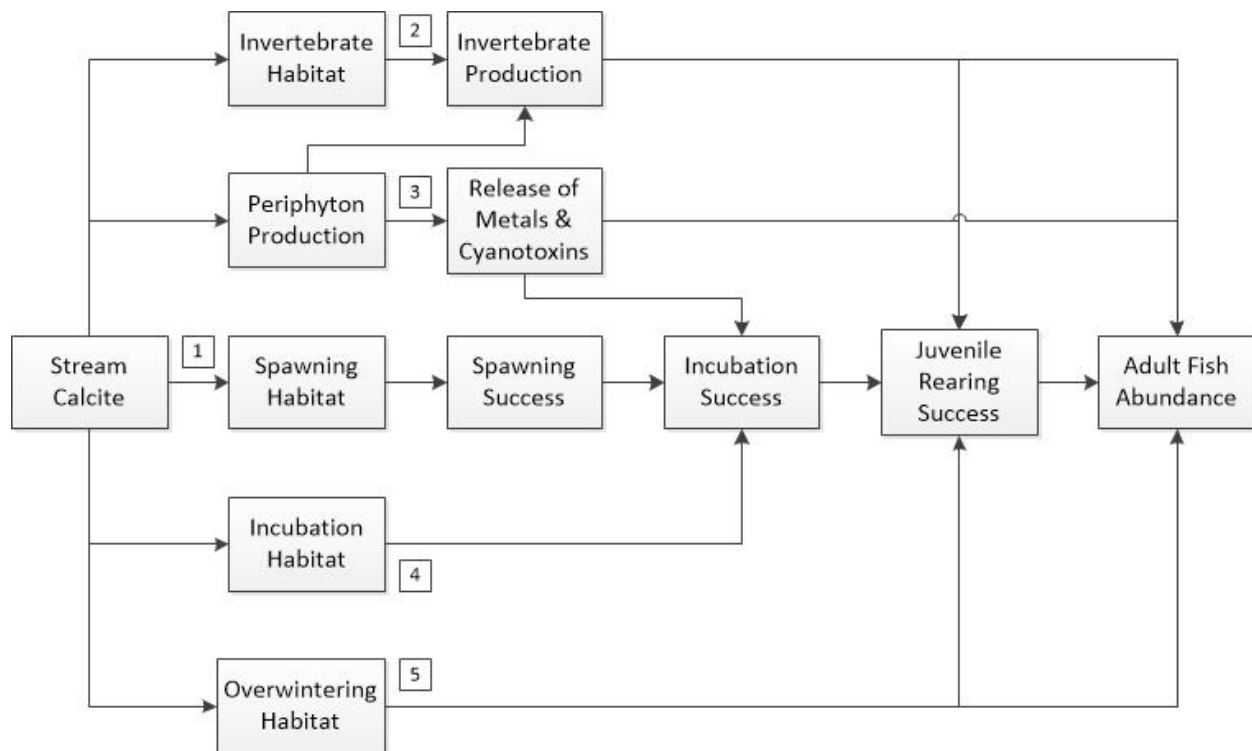 Invertebrate
Habitat
2
Invertebrate
Production
Periphyton
Production
3
Release of
Metals &
Cyanotoxins
Stream
Calcite
1
Spawning
Habitat
Spawning
Success
Incubation
Success
Juvenile
Rearing
Success
Adult Fish
Abundance
Incubation
Habitat
4
Overwintering
Habitat
5